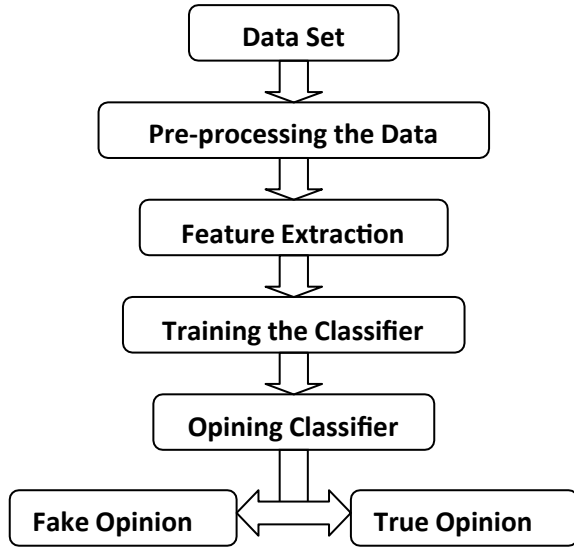 Data Set
Pre-processing the Data
Feature Extraction
Training the Classifier
Opining Classifier
Fake Opinion
True Opinion